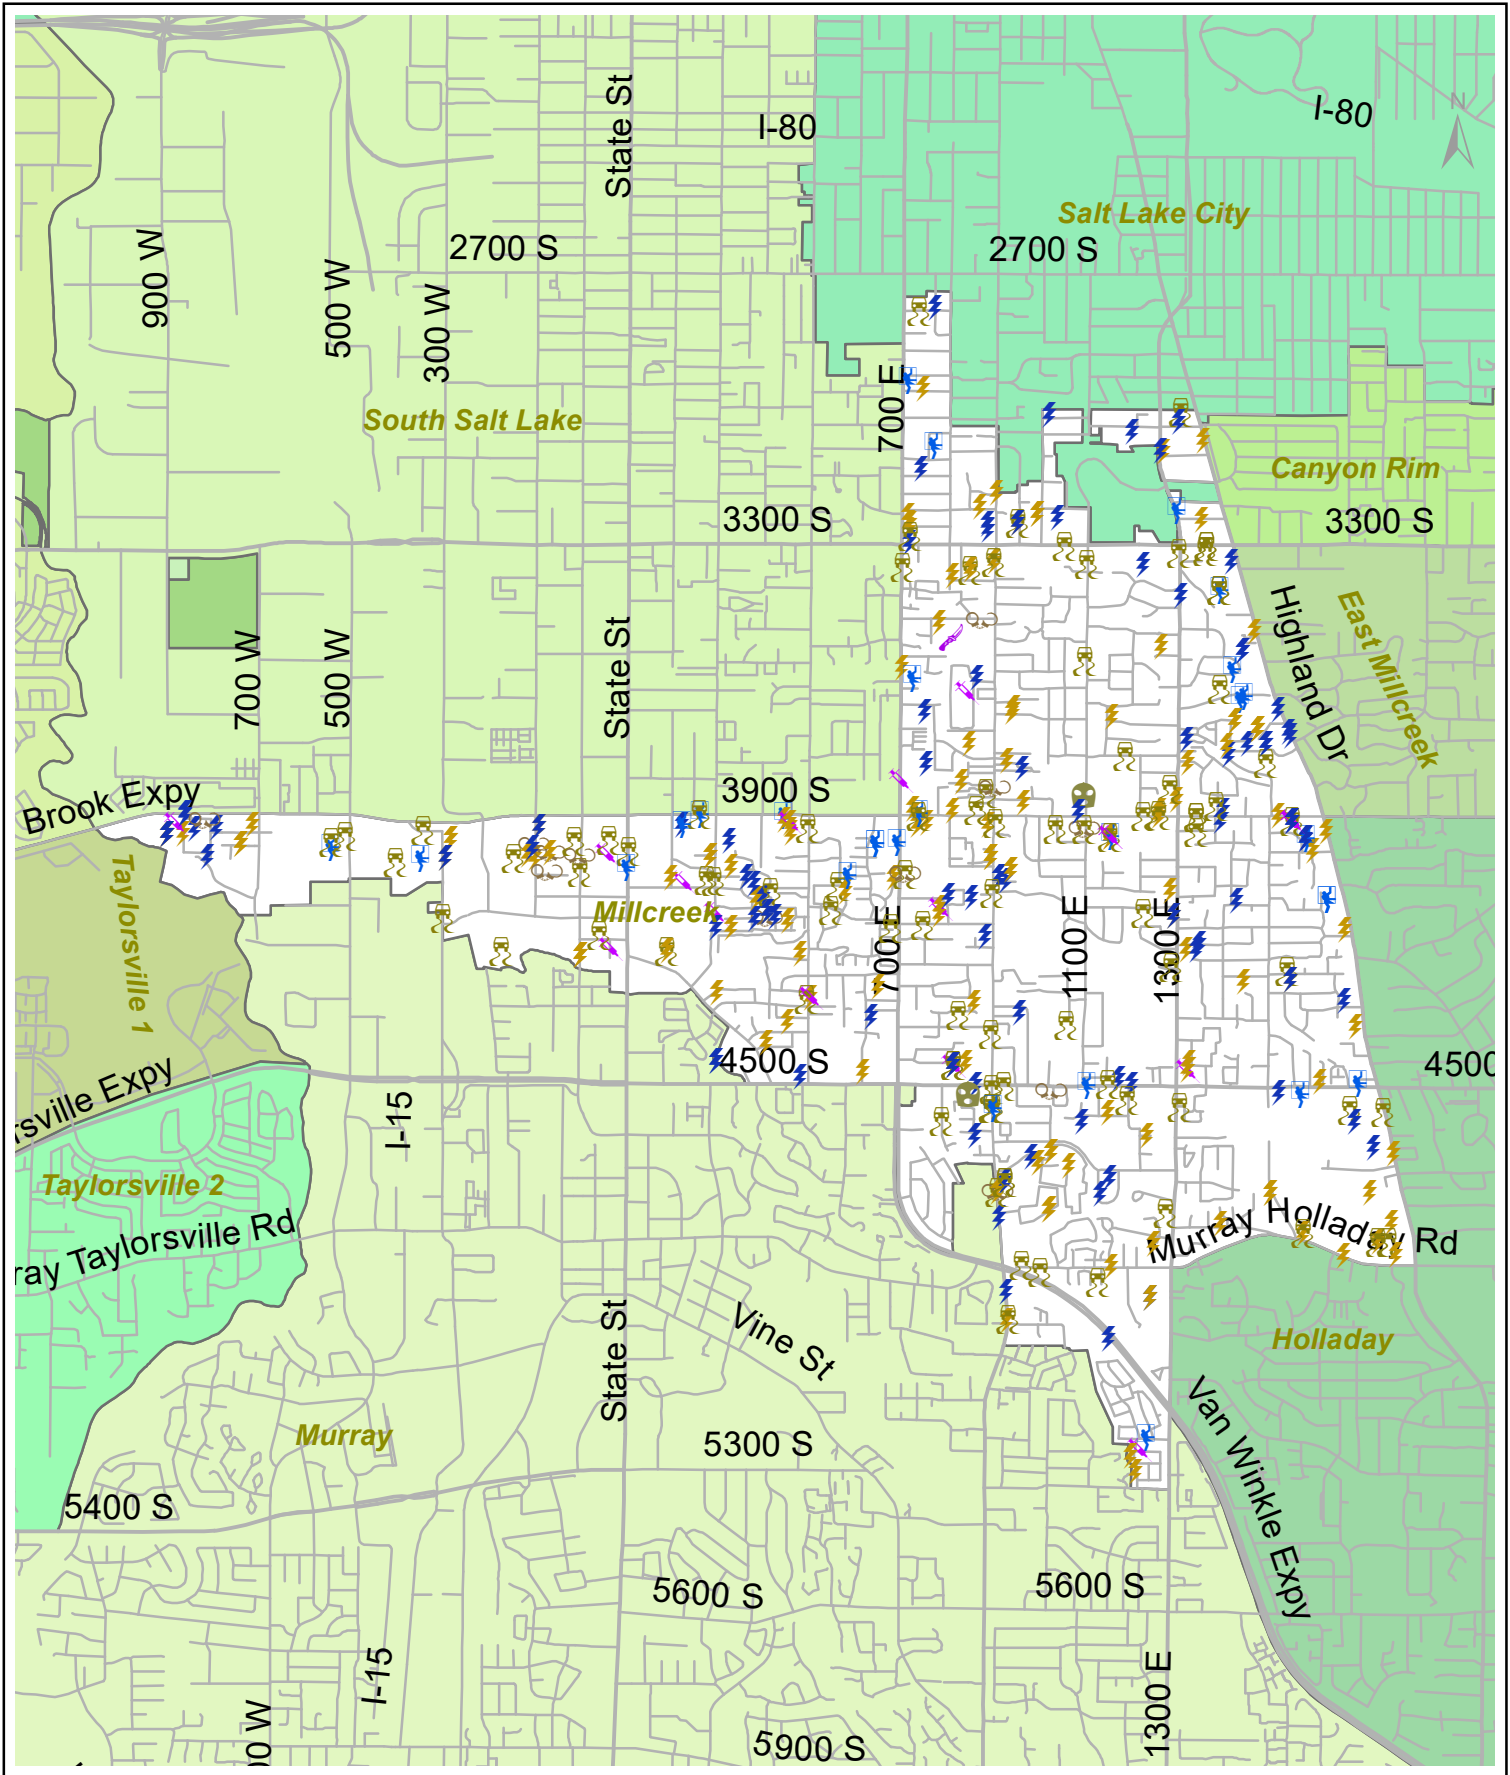 State St
I-80
I-80
N
Salt Lake City
2700 S
2700 S
900 W
500 W
300 W
700 E
South Salt Lake
Canyon Rim
3300 S
3300 S
Highland Dr
East Millcreek
700 W
500 W
State St
3900 S
Brook Expy
Taylorsville 1
Millcreek
700 E
1100 E
1300 E
4500 S
4500
rsville Expy
I-15
Taylorsville 2
ray Taylorsville Rd
Murray Holladay Rd
Holladay
Vine St
State St
Van Winkle Expy
Murray
5300 S
5400 S
5600 S
5600 S
I-15
1300 E
00 W
5900 S